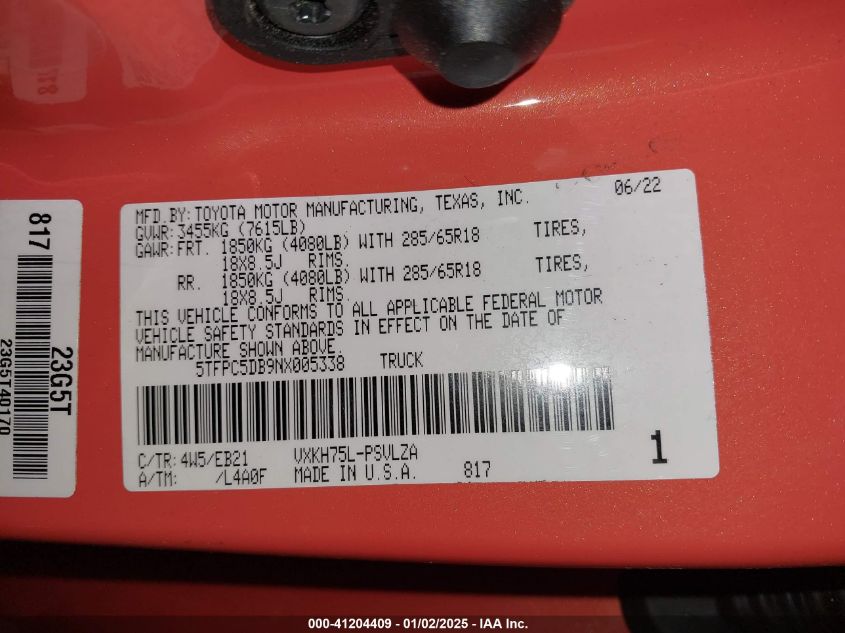 817
23G5T
23G5T40170
817
MFD.BY:TOYOTA MOTOR MANUFACTURING, TEXAS, INC. 06/22
GVWR:3455KG (7615LB)
GAWR:FRT. 1850KG (4080LB) WITH 285/65R18 TIRES,
18X8.5J RIMS.
RR. 1850KG (4080LB) WITH 285/65R18 TIRES,
18X8.5J RIMS.
THIS VEHICLE CONFORMS TO ALL APPLICABLE FEDERAL MOTOR
VEHICLE SAFETY STANDARDS IN EFFECT ON THE DATE OF
MANUFACTURE SHOWN ABOVE.
5TFPC5DB9NX005338 TRUCK
C/TR:4W5/EB21 VXKH75L-PSVLZA
A/TM: /L4A0F MADE IN U.S.A. 817
1
000-41204409 - 01/02/2025 - IAA Inc.